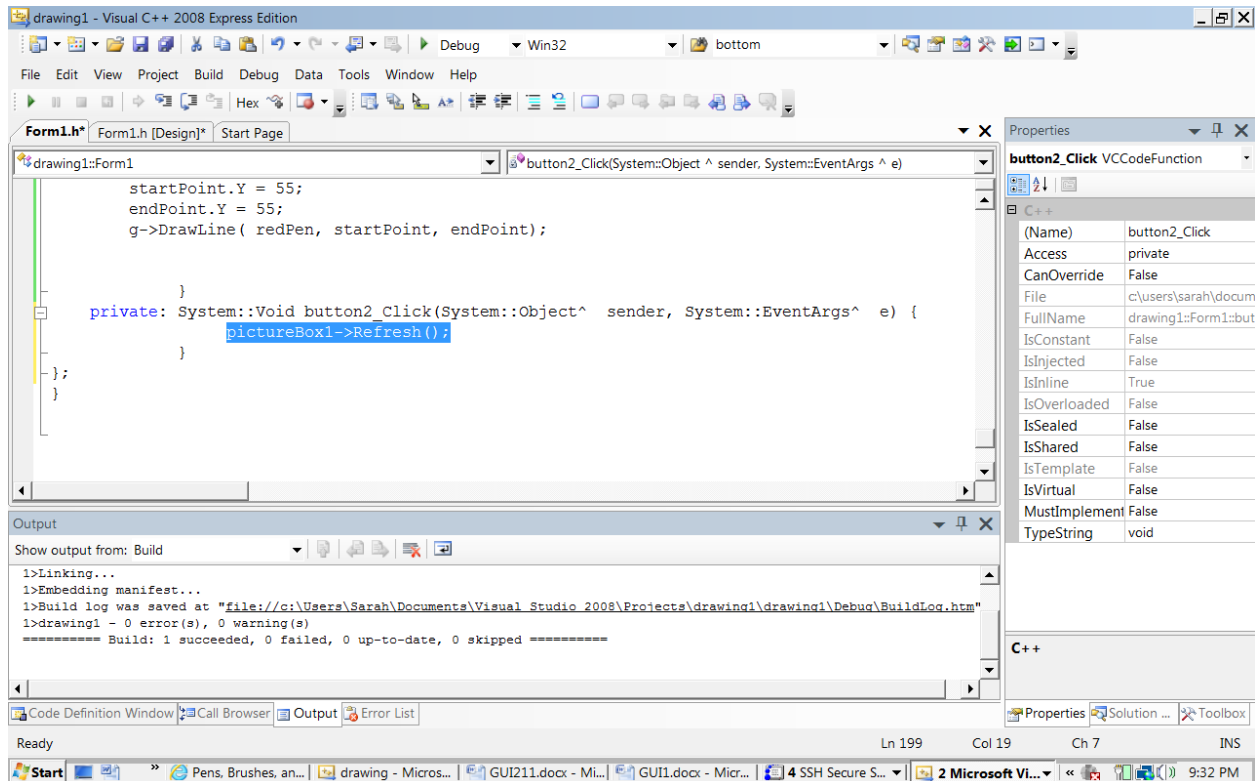 drawing1 - Visual C++ 2008 Express Edition
Debug Win32 bottom
File Edit View Project Build Debug Data Tools Window Help
Hex
Form1.h* Form1.h [Design]* Start Page
drawing1::Form1 button2_Click(System::Object ^ sender, System::EventArgs ^ e)
startPoint.Y = 55;
endPoint.Y = 55;
g->DrawLine( redPen, startPoint, endPoint);
}
private: System::Void button2_Click(System::Object^ sender, System::EventArgs^ e) {
pictureBox1->Refresh();
}
};
}
Output
Show output from: Build
1>Linking...
1>Embedding manifest...
1>Build log was saved at "file://c:\Users\Sarah\Documents\Visual Studio 2008\Projects\drawing1\drawing1\Debug\BuildLog.htm"
1>drawing1 - 0 error(s), 0 warning(s)
========== Build: 1 succeeded, 0 failed, 0 up-to-date, 0 skipped ==========
Code Definition Window Call Browser Output Error List
Properties
button2_Click VCCodeFunction
C++
(Name) button2_Click
Access private
CanOverride False
File c:\users\sarah\docum
FullName drawing1::Form1::but
IsConstant False
IsInjected False
IsInline True
IsOverloaded False
IsSealed False
IsShared False
IsTemplate False
IsVirtual False
MustImplement False
TypeString void
C++
Properties Solution ... Toolbox
Ready Ln 199 Col 19 Ch 7 INS
Start » Pens, Brushes, an... drawing - Micros... GUI211.docx - Mi... GUI1.docx - Micr... 4 SSH Secure S... 2 Microsoft Vi... « 9:32 PM